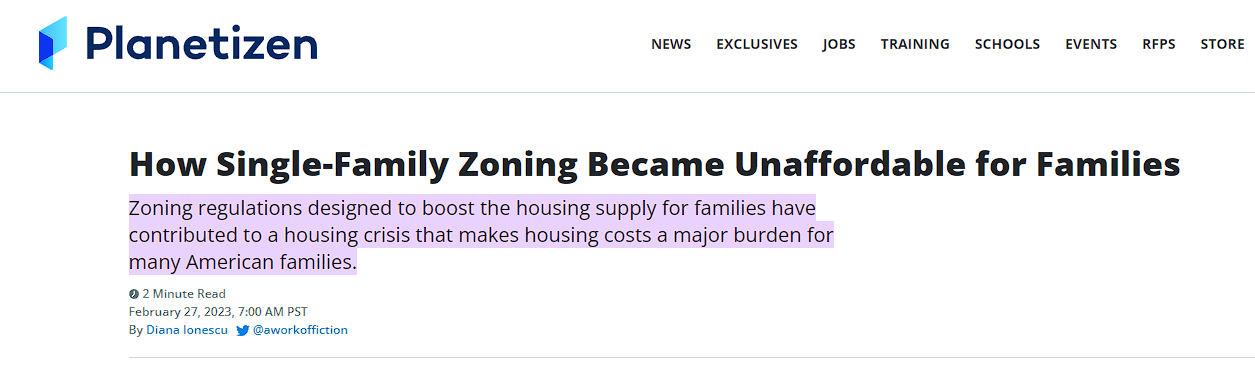 Planetizen
NEWS EXCLUSIVES JOBS TRAINING SCHOOLS EVENTS RFPS STORE
How Single-Family Zoning Became Unaffordable for Families
Zoning regulations designed to boost the housing supply for families have
contributed to a housing crisis that makes housing costs a major burden for
many American families.
2 Minute Read
February 27, 2023, 7:00 AM PST
By Diana Ionescu @aworkoffiction